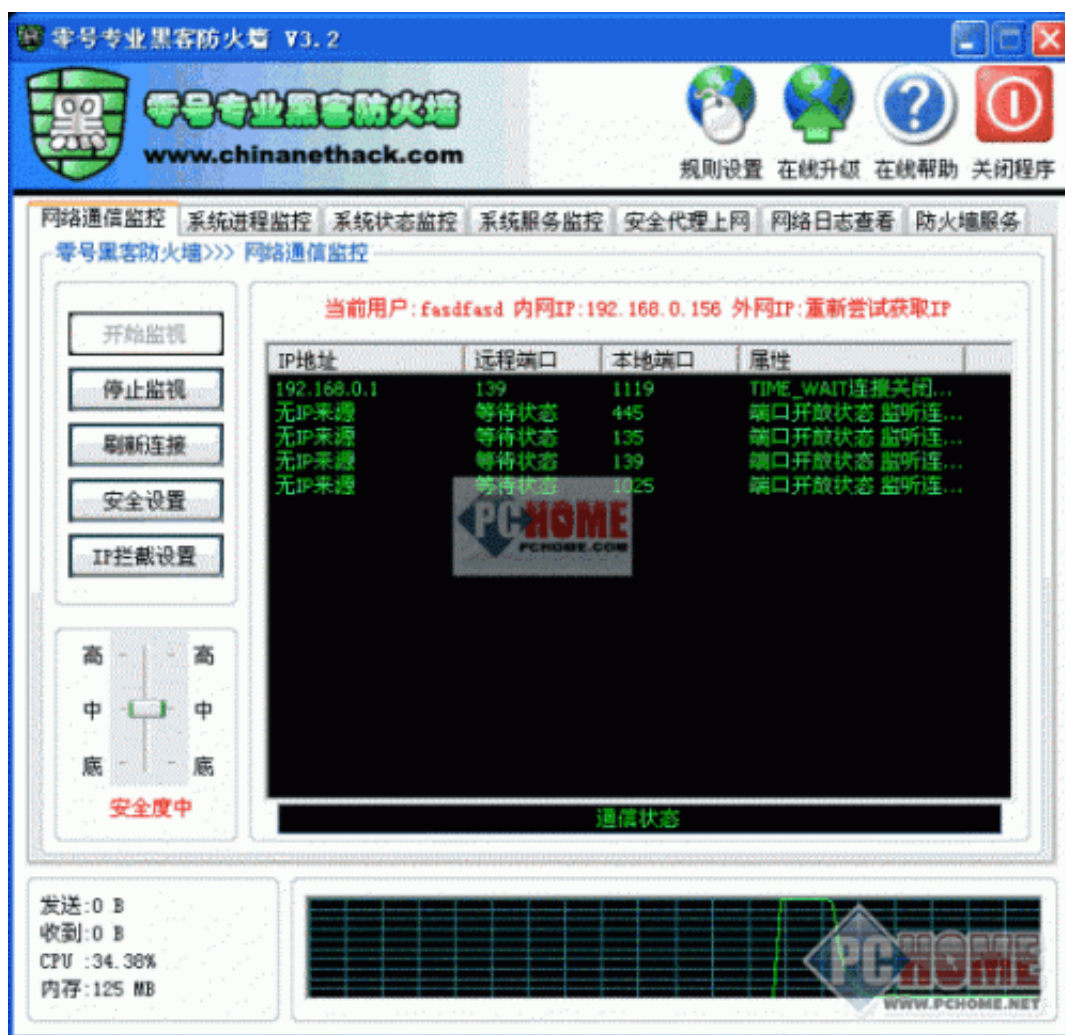 零号专业黑客防火墙 V3.2
黑
零号专业黑客防火墙
www.chinanethack.com
规则设置 在线升级 在线帮助 关闭程序
网络通信监控 系统进程监控 系统状态监控 系统服务监控 安全代理上网 网络日志查看 防火墙服务
零号黑客防火墙>>> 网络通信监控
当前用户:fasdfasd 内网IP:192.168.0.156 外网IP:重新尝试获取IP
开始监视
停止监视
刷新连接
安全设置
IP拦截设置
IP地址 远程端口 本地端口 属性
192.168.0.1 139 1119 TIME_WAIT连接关闭...
无IP来源 等待状态 445 端口开放状态 监听连...
无IP来源 等待状态 135 端口开放状态 监听连...
无IP来源 等待状态 139 端口开放状态 监听连...
无IP来源 等待状态 1025 端口开放状态 监听连...
PCHOME
PCHOME.COM
高 高
中 中
底 底
安全度中
通信状态
发送:0 B
收到:0 B
CPU :34.38%
内存:125 MB
PCHOME
WWW.PCHOME.NET